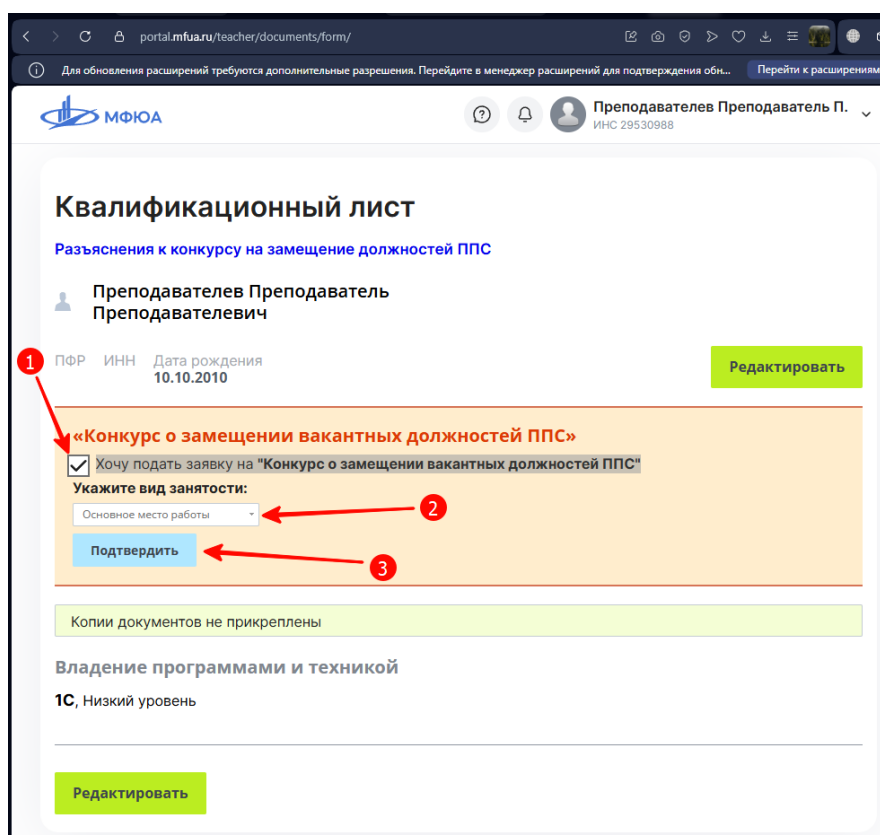 portal.mfua.ru/teacher/documents/form/
Для обновления расширений требуются дополнительные разрешения. Перейдите в менеджер расширений для подтверждения обн... Перейти к расширениям
МФЮА
Преподавателев Преподаватель П.
ИНС 29530988
Квалификационный лист
Разъяснения к конкурсу на замещение должностей ППС
Преподавателев Преподаватель
Преподавателевич
1
ПФР ИНН Дата рождения
10.10.2010
Редактировать
«Конкурс о замещении вакантных должностей ППС»
Хочу подать заявку на "Конкурс о замещении вакантных должностей ППС"
Укажите вид занятости:
Основное место работы
2
Подтвердить
3
Копии документов не прикреплены
Владение программами и техникой
1С, Низкий уровень
Редактировать